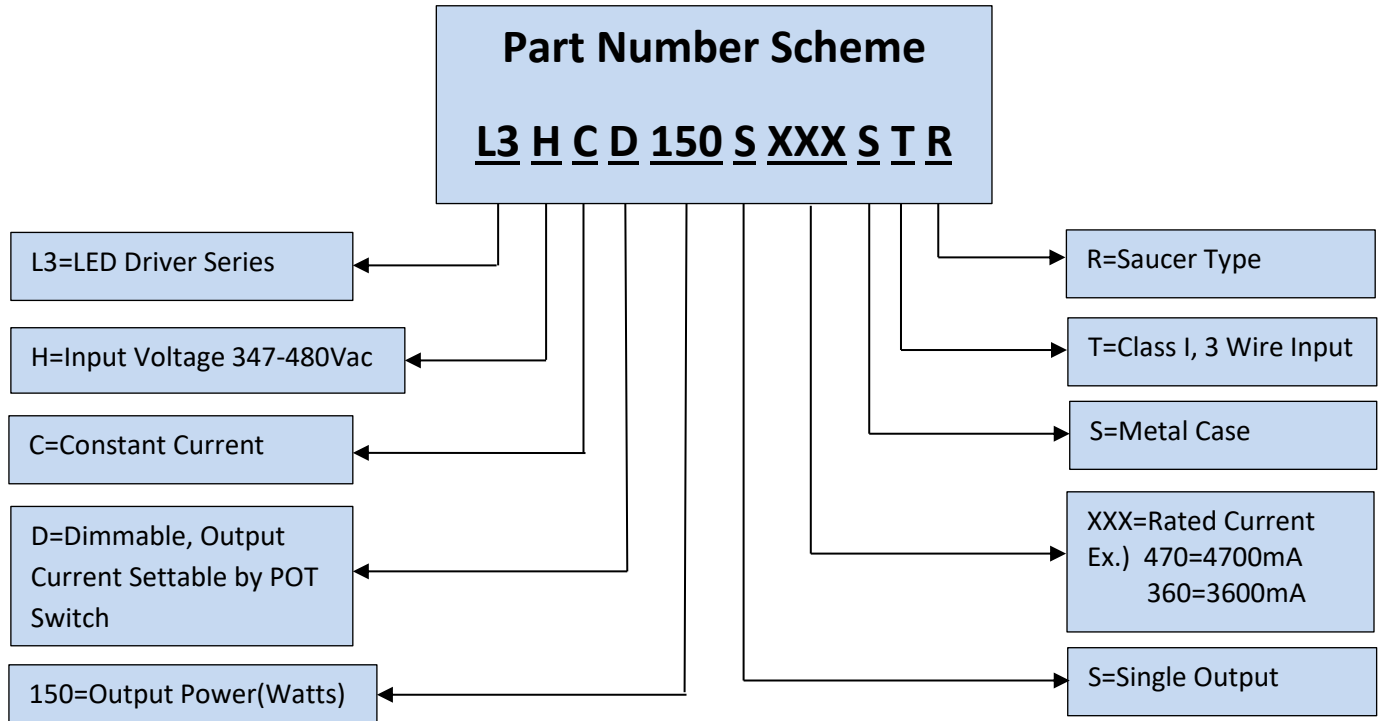 Part Number Scheme
L3 H C D 150 S XXX S T R
L3=LED Driver Series
H=Input Voltage 347-480Vac
C=Constant Current
D=Dimmable, Output
Current Settable by POT
Switch
150=Output Power(Watts)
R=Saucer Type
T=Class I, 3 Wire Input
S=Metal Case
XXX=Rated Current
Ex.) 470=4700mA
360=3600mA
S=Single Output